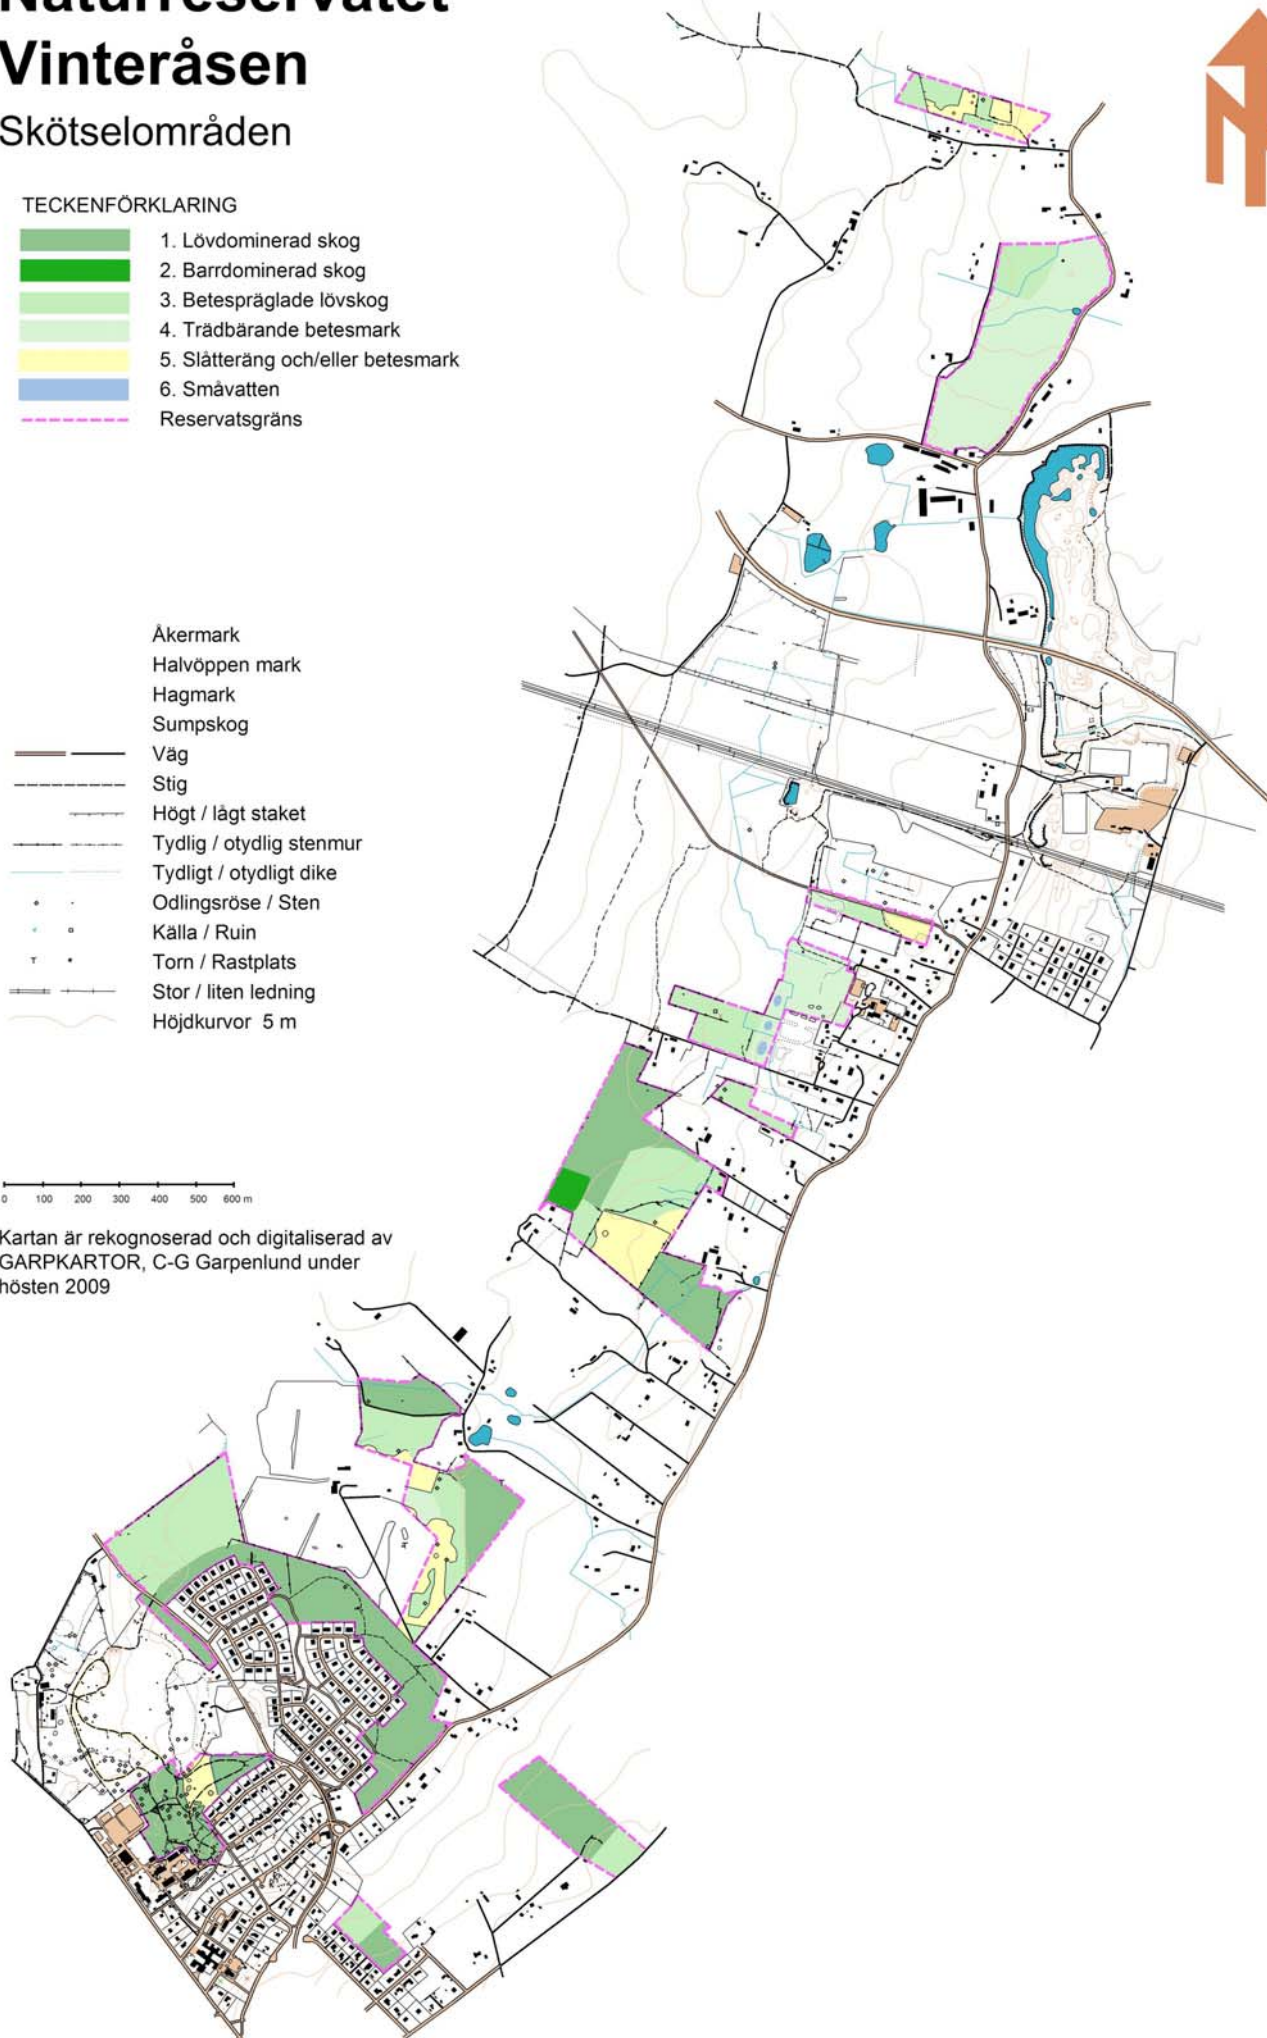 Naturreservatet
Vinteråsen
Skötselområden
TECKENFÖRKLARING
1. Lövdominerad skog
2. Barrdominerad skog
3. Betespräglade lövskog
4. Trädbärande betesmark
5. Slåtteräng och/eller betesmark
6. Småvatten
Reservatsgräns
Åkermark
Halvöppen mark
Hagmark
Sumpskog
Väg
Stig
Högt / lågt staket
Tydlig / otydlig stenmur
Tydligt / otydligt dike
Odlingsröse / Sten
Källa / Ruin
Torn / Rastplats
Stor / liten ledning
Höjdkurvor 5 m
0 100 200 300 400 500 600 m
Kartan är rekognoserad och digitaliserad av
GARPKARTOR, C-G Garpenlund under
hösten 2009